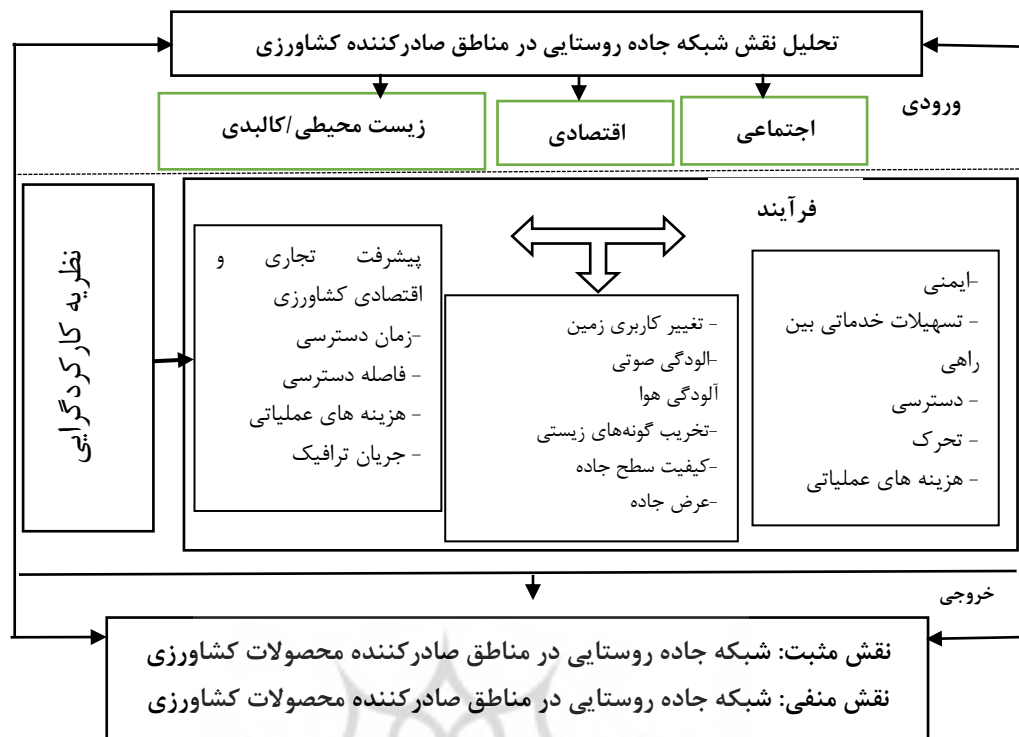 تحلیل نقش شبکه جاده روستایی در مناطق صادرکننده کشاورزی
ورودی
اجتماعی
اقتصادی
زیست محیطی/کالبدی
فرآیند
-ایمنی
- تسهیلات خدماتی بین
راهی
- دسترسی
- تحرک
- هزینه های عملیاتی
- تغییر کاربری زمین
-الودگی صوتی
آلودگی هوا
-تخریب گونه‌های زیستی
-کیفیت سطح جاده
-عرض جاده
پیشرفت تجاری و
اقتصادی کشاورزی
-زمان دسترسی
- فاصله دسترسی
- هزینه های عملیاتی
- جریان ترافیک
نظریه کارکردگرایی
خروجی
نقش مثبت: شبکه جاده روستایی در مناطق صادرکننده محصولات کشاورزی
نقش منفی: شبکه جاده روستایی در مناطق صادرکننده محصولات کشاورزی